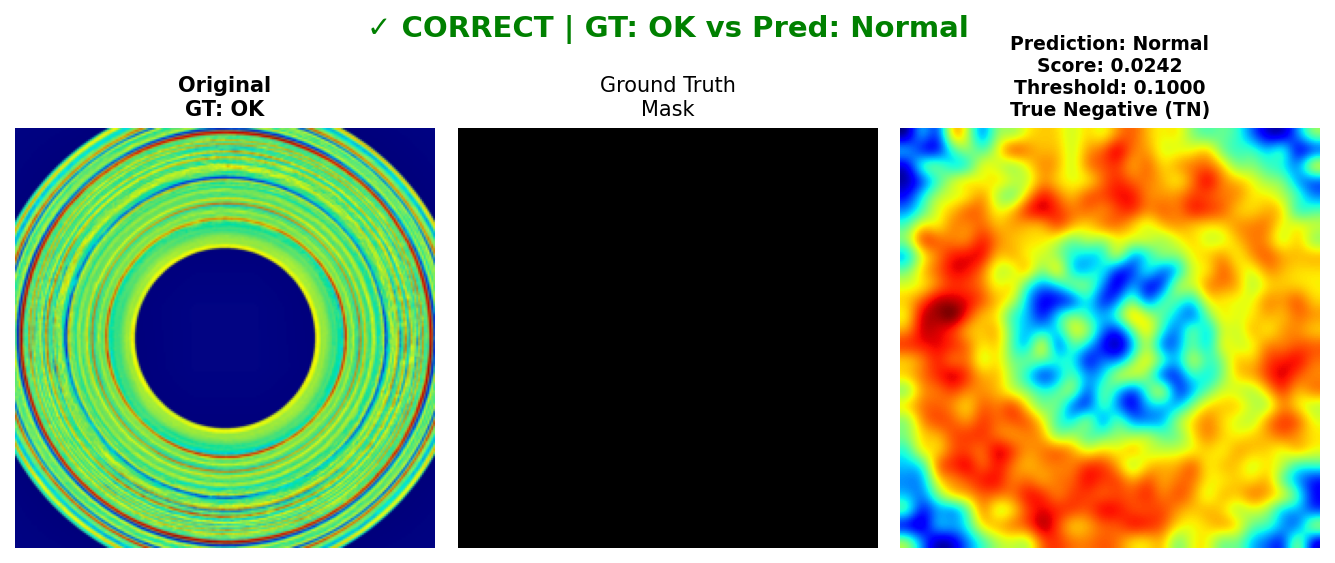 ✓ CORRECT | GT: OK vs Pred: Normal
Original
GT: OK
Ground Truth
Mask
Prediction: Normal
Score: 0.0242
Threshold: 0.1000
True Negative (TN)